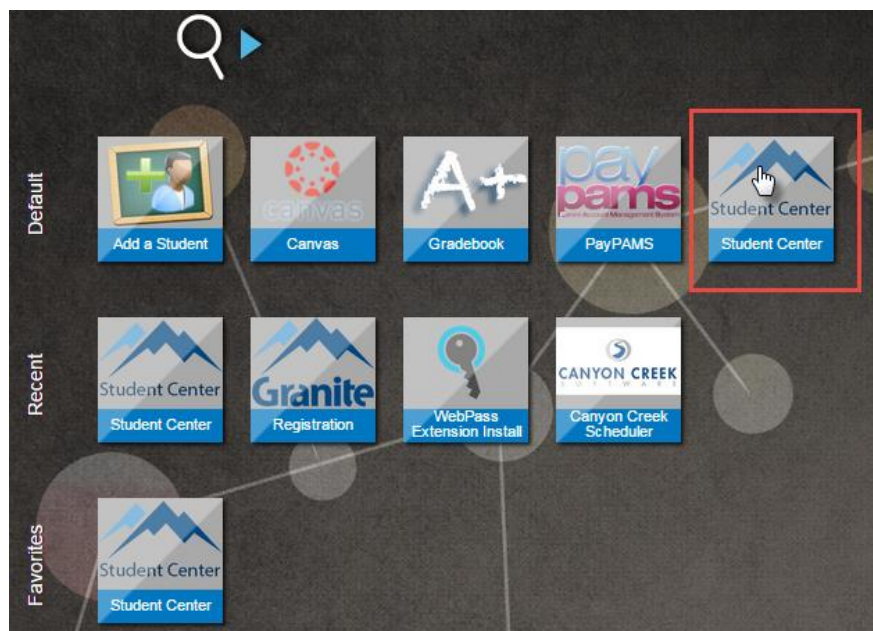 Default
Add a Student
canvas
Canvas
A+
Gradebook
pay
pams
PayPAMS
Student Center
Student Center
Recent
Student Center
Student Center
Granite
Registration
WebPass
Extension Install
CANYON CREEK
SOFTWARE
Canyon Creek
Scheduler
Favorites
Student Center
Student Center